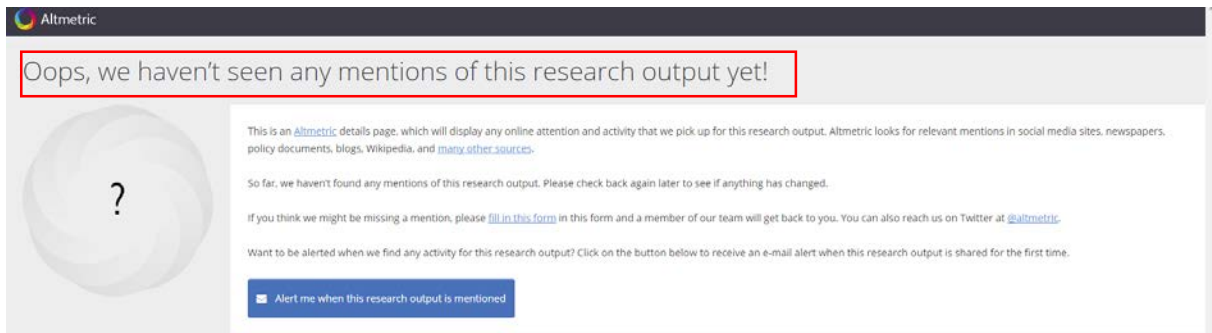 Altmetric
Oops, we haven't seen any mentions of this research output yet!
?
This is an Altmetric details page, which will display any online attention and activity that we pick up for this research output. Altmetric looks for relevant mentions in social media sites, newspapers,
policy documents, blogs, Wikipedia, and many other sources.
So far, we haven't found any mentions of this research output. Please check back again later to see if anything has changed.
If you think we might be missing a mention, please fill in this form in this form and a member of our team will get back to you. You can also reach us on Twitter at @altmetric.
Want to be alerted when we find any activity for this research output? Click on the button below to receive an e-mail alert when this research output is shared for the first time.
Alert me when this research output is mentioned